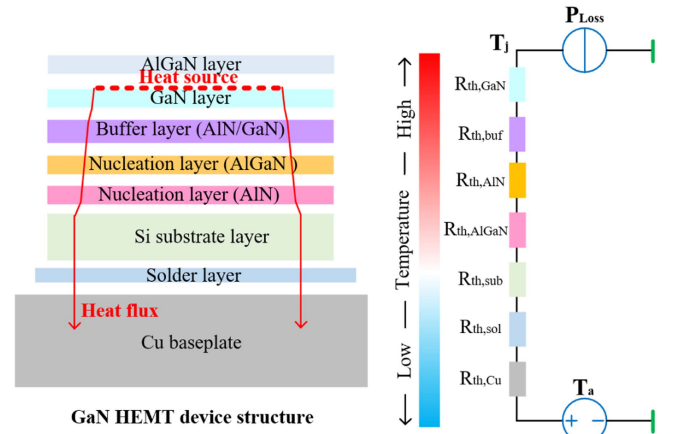 AlGaN layer
Heat source
GaN layer
Buffer layer (AlN/GaN)
Nucleation layer (AlGaN )
Nucleation layer (AlN)
Si substrate layer
Solder layer
Heat flux
Cu baseplate
GaN HEMT device structure
Low — Temperature — High
PLoss
Tj
Rth,GaN
Rth,buf
Rth,AlN
Rth,AlGaN
Rth,sub
Rth,sol
Rth,Cu
Ta
+ −